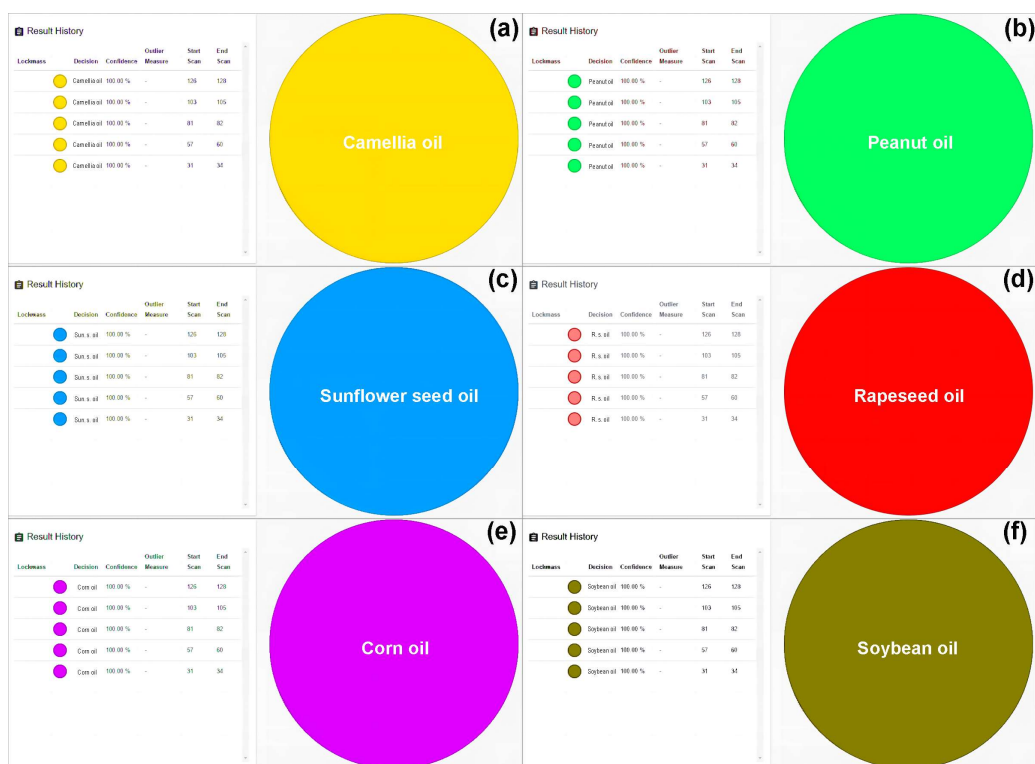 (a)
Result History
Lockmass Decision Confidence Outlier Measure Start Scan End Scan
Camellia oil 100.00 % - 126 128
Camellia oil 100.00 % - 103 105
Camellia oil 100.00 % - 81 82
Camellia oil 100.00 % - 57 60
Camellia oil 100.00 % - 31 34
Camellia oil
(b)
Result History
Lockmass Decision Confidence Outlier Measure Start Scan End Scan
Peanut oil 100.00 % - 126 128
Peanut oil 100.00 % - 103 105
Peanut oil 100.00 % - 81 82
Peanut oil 100.00 % - 57 60
Peanut oil 100.00 % - 31 34
Peanut oil
(c)
Result History
Lockmass Decision Confidence Outlier Measure Start Scan End Scan
Sun. s. oil 100.00 % - 126 128
Sun. s. oil 100.00 % - 103 105
Sun. s. oil 100.00 % - 81 82
Sun. s. oil 100.00 % - 57 60
Sun. s. oil 100.00 % - 31 34
Sunflower seed oil
(d)
Result History
Lockmass Decision Confidence Outlier Measure Start Scan End Scan
R. s. oil 100.00 % - 126 128
R. s. oil 100.00 % - 103 105
R. s. oil 100.00 % - 81 82
R. s. oil 100.00 % - 57 60
R. s. oil 100.00 % - 31 34
Rapeseed oil
(e)
Result History
Lockmass Decision Confidence Outlier Measure Start Scan End Scan
Corn oil 100.00 % - 126 128
Corn oil 100.00 % - 103 105
Corn oil 100.00 % - 81 82
Corn oil 100.00 % - 57 60
Corn oil 100.00 % - 31 34
Corn oil
(f)
Result History
Lockmass Decision Confidence Outlier Measure Start Scan End Scan
Soybean oil 100.00 % - 126 128
Soybean oil 100.00 % - 103 105
Soybean oil 100.00 % - 81 82
Soybean oil 100.00 % - 57 60
Soybean oil 100.00 % - 31 34
Soybean oil